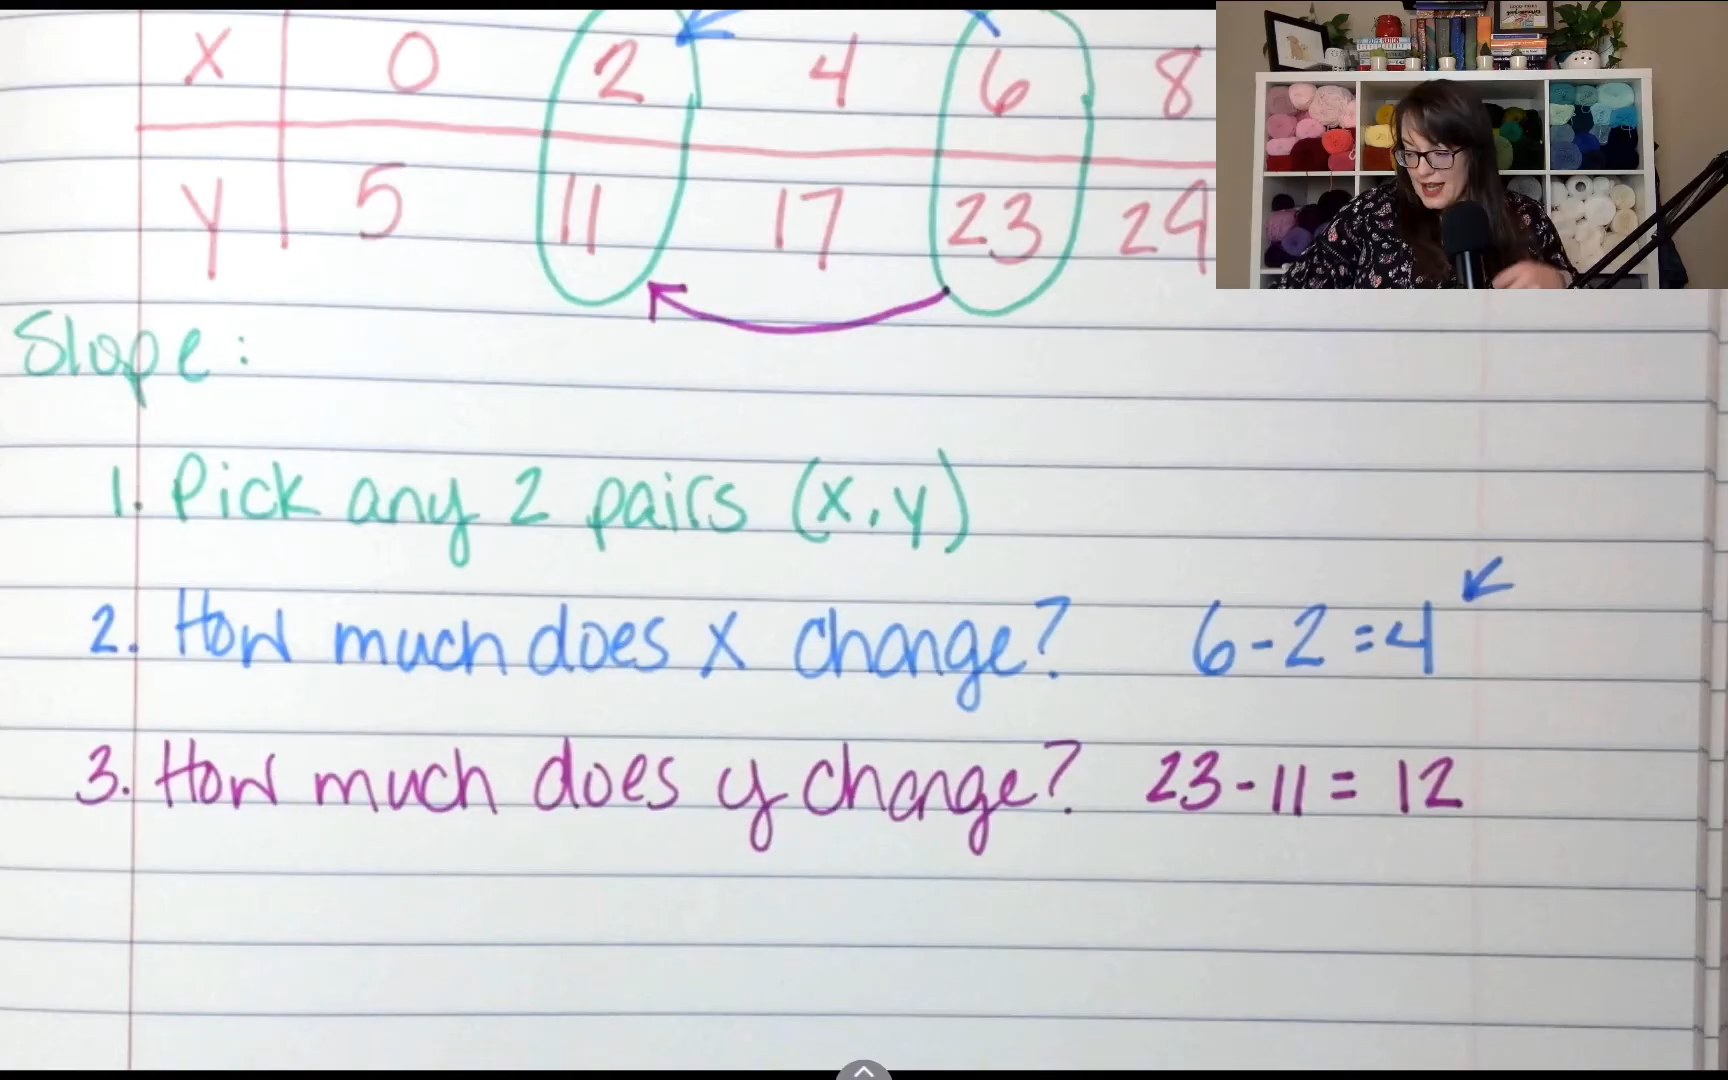 x 0 2 4 6 8
y 5 11 17 23 29
Slope:
1. Pick any 2 pairs (x,y)
2. How much does x change? 6-2=4
3. How much does y change? 23-11=12